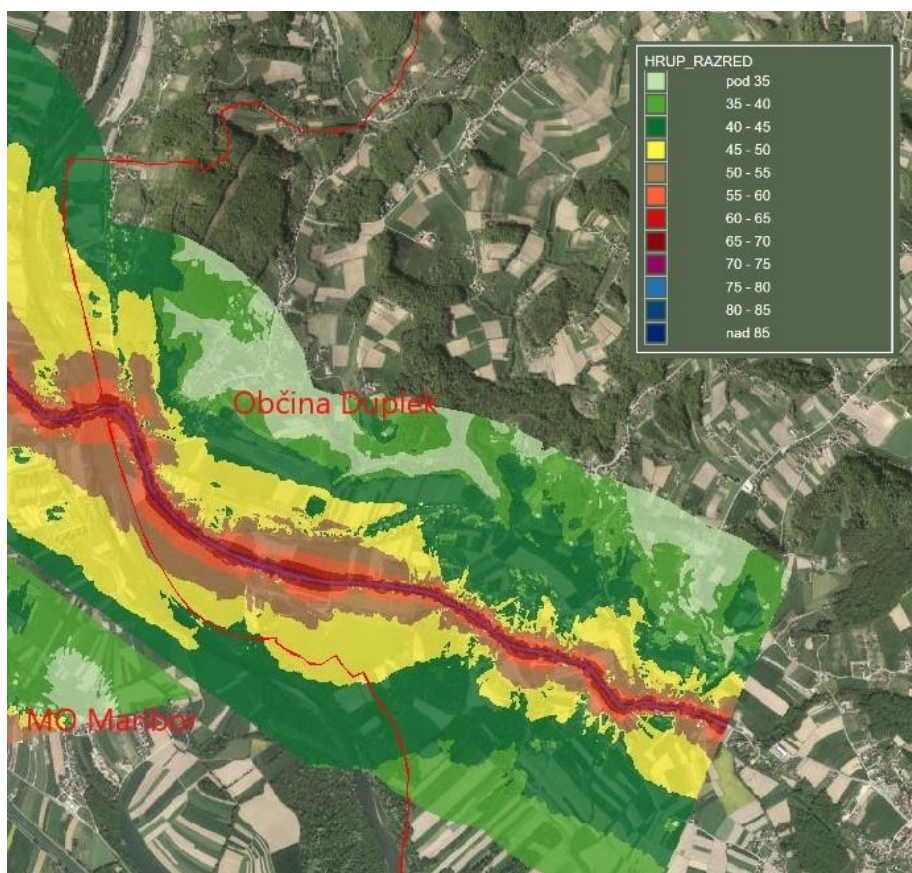 HRUP_RAZRED
pod 35
35 - 40
40 - 45
45 - 50
50 - 55
55 - 60
60 - 65
65 - 70
70 - 75
75 - 80
80 - 85
nad 85
Občina Duplek
MO Maribor